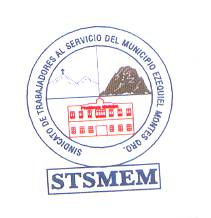 SINDICATO DE TRABAJADORES AL SERVICIO DEL MUNICIPIO EZEQUIEL MONTES QRO.
STSMEM